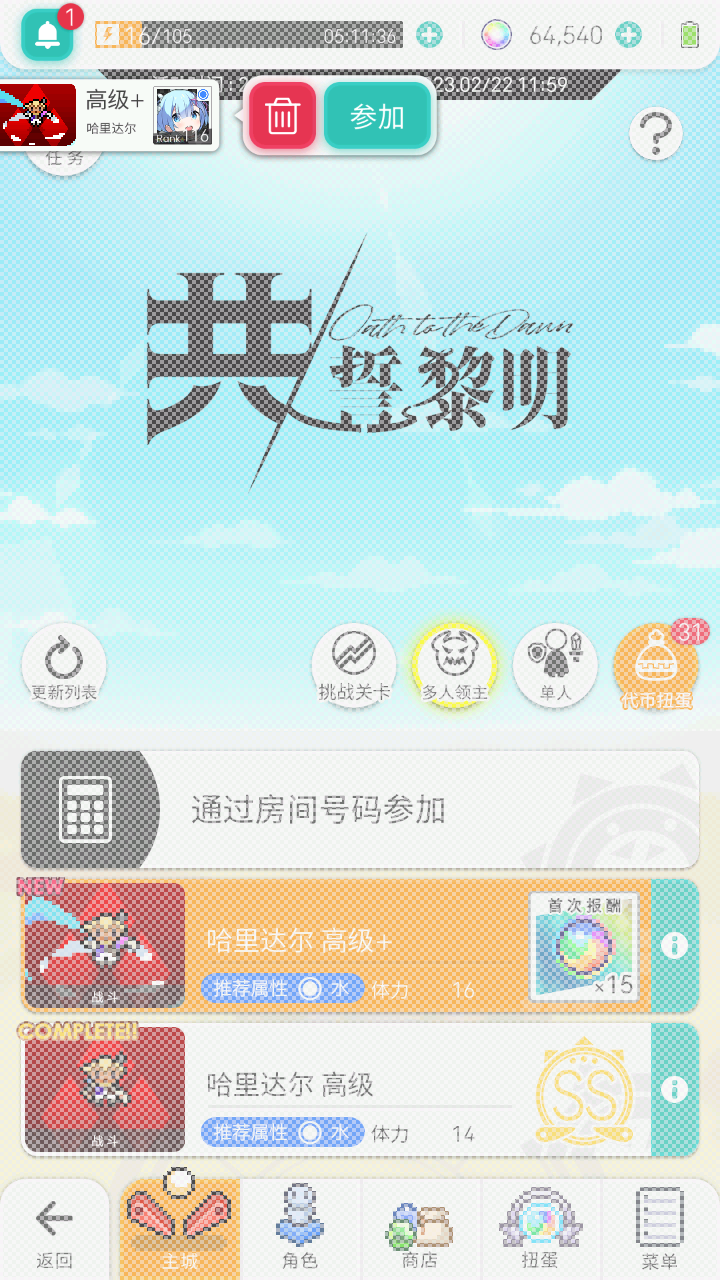 1
16/105
05:11:36
64,540
23.02/22 11:59
高级+
哈里达尔
Rank 116
参加
?
任务
共誓黎明
Oath to the Dawn
更新列表
挑战关卡
多人领主
单人
31
代币扭蛋
通过房间号码参加
NEW
战斗
哈里达尔 高级+
推荐属性 水 体力 16
首次报酬
×15
COMPLETE!!
战斗
哈里达尔 高级
推荐属性 水 体力 14
SS
返回
主城
角色
商店
扭蛋
菜单